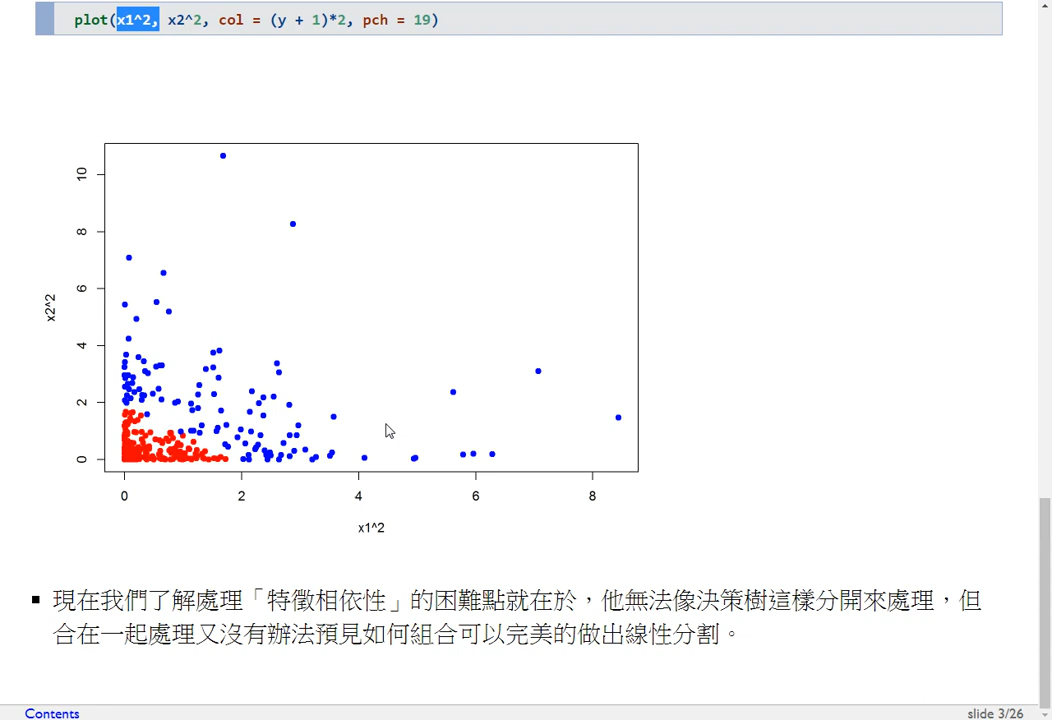 plot(x1^2, x2^2, col = (y + 1)*2, pch = 19)
10
8
6
4
2
0
x2^2
0 2 4 6 8
x1^2
▪ 現在我們了解處理「特徵相依性」的困難點就在於，他無法像決策樹這樣分開來處理，但
合在一起處理又沒有辦法預見如何組合可以完美的做出線性分割。
Contents
slide 3/26